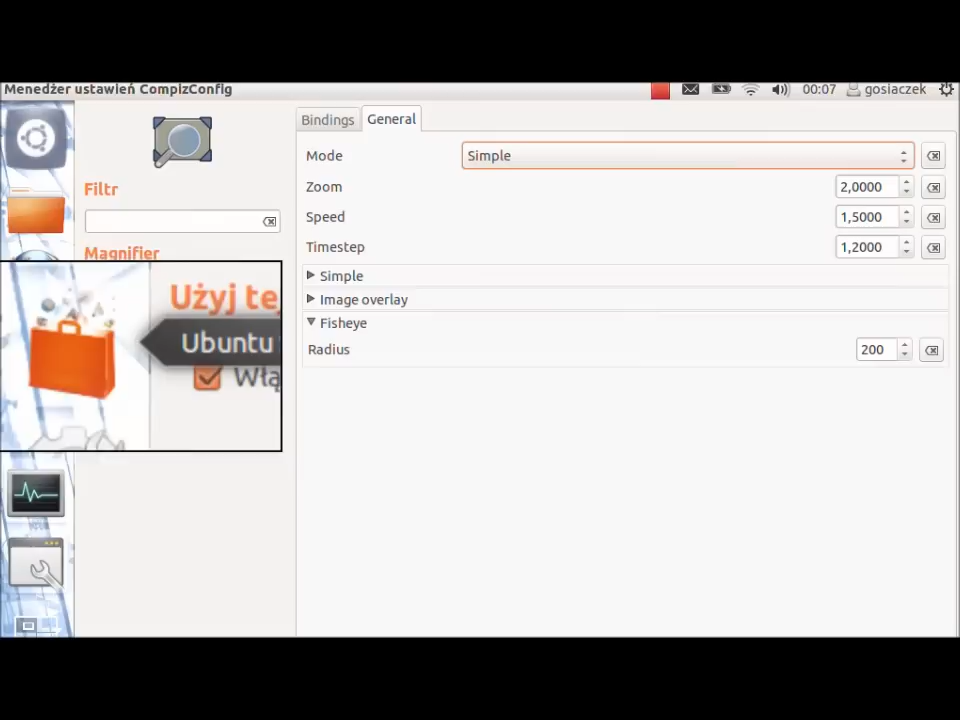 Menedżer ustawień CompizConfig
00:07
gosiaczek
Bindings
General
Mode
Simple
Filtr
Zoom
2,0000
Speed
1,5000
Magnifier
Timestep
1,2000
Simple
Image overlay
Fisheye
Radius
200
Użyj te
Ubuntu
Włą